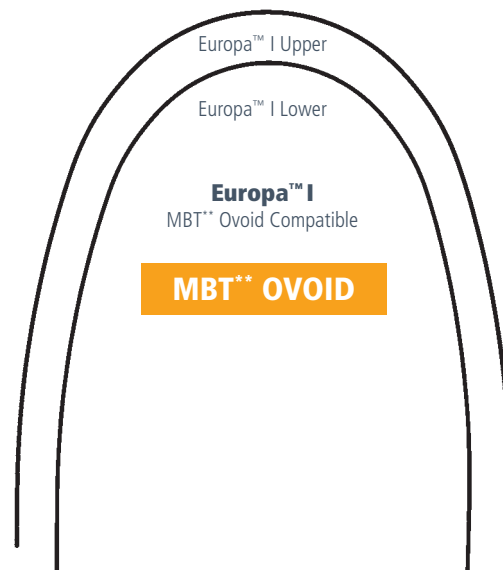 Europa™ I Upper
Europa™ I Lower
Europa™ I
MBT** Ovoid Compatible
MBT** OVOID